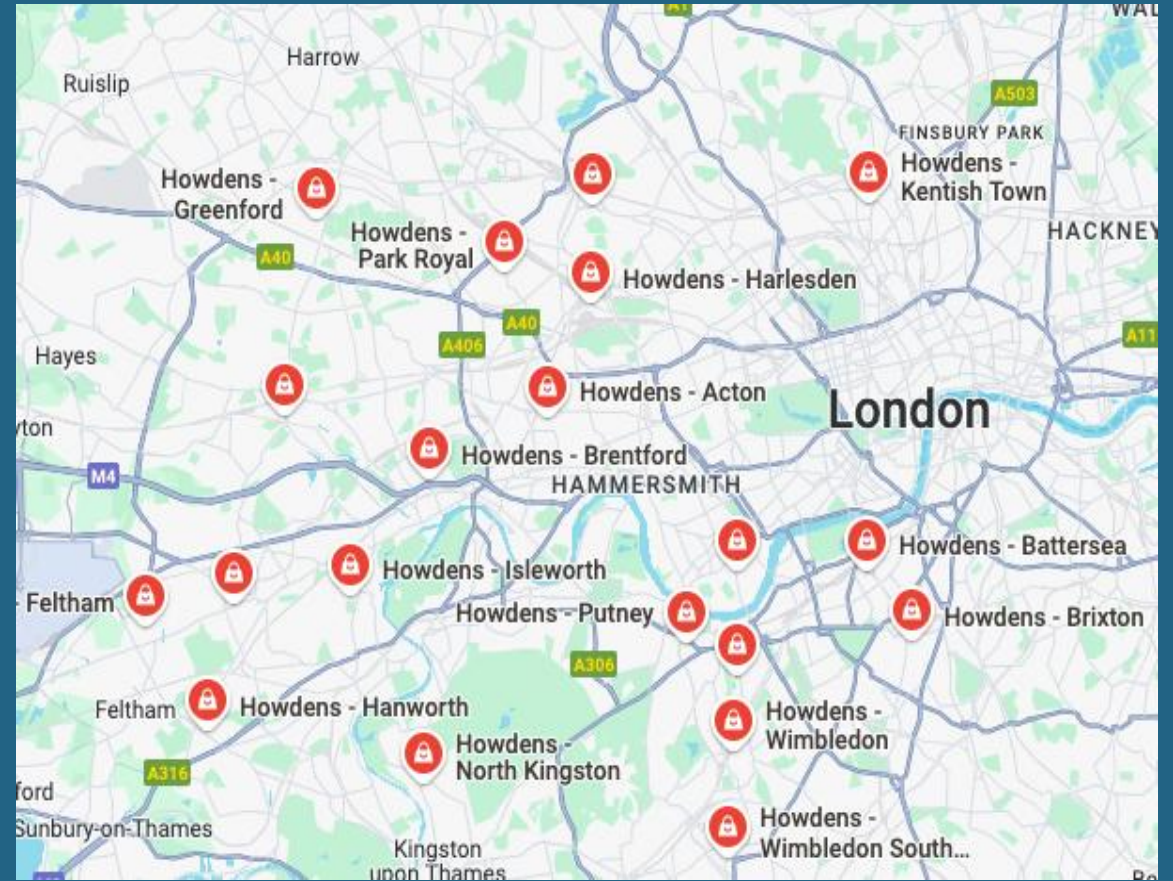 WAL
A1
Harrow
Ruislip
A503
FINSBURY PARK
Howdens -
Kentish Town
Howdens -
Greenford
HACKNEY
Howdens -
Park Royal
A40
Howdens - Harlesden
A40
A406
A11
Hayes
Howdens - Acton
London
yton
Howdens - Brentford
M4
HAMMERSMITH
Howdens - Battersea
Howdens - Isleworth
- Feltham
Howdens - Putney
Howdens - Brixton
A306
Feltham
Howdens - Hanworth
Howdens -
Wimbledon
Howdens -
North Kingston
A316
ford
Sunbury-on-Thames
Howdens -
Wimbledon South...
Kingston
upon Thames